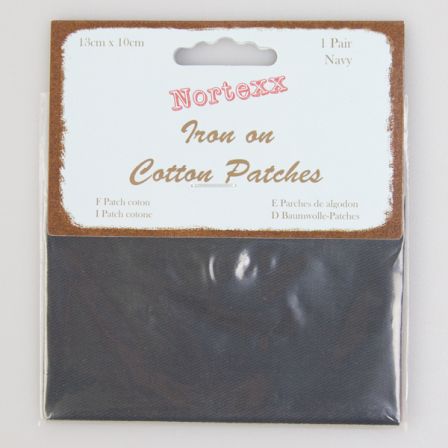 13cm x 10cm
1 Pair
Navy
Nortexx
Iron on
Cotton Patches
F Patch coton
I Patch cotone
E Parches de algodon
D Baumwolle-Patches